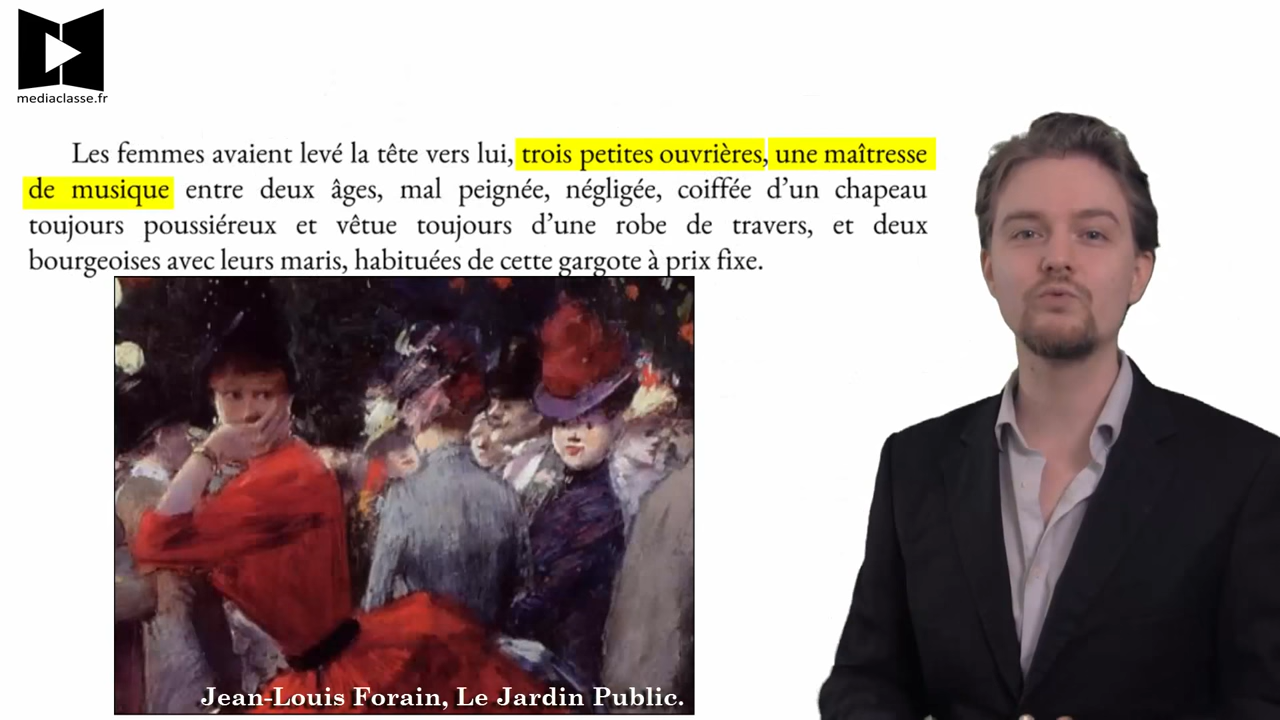 mediaclasse.fr
Les femmes avaient levé la tête vers lui, trois petites ouvrières, une maîtresse
de musique entre deux âges, mal peignée, négligée, coiffée d’un chapeau
toujours poussiéreux et vêtue toujours d’une robe de travers, et deux
bourgeoises avec leurs maris, habituées de cette gargote à prix fixe.
Jean-Louis Forain, Le Jardin Public.